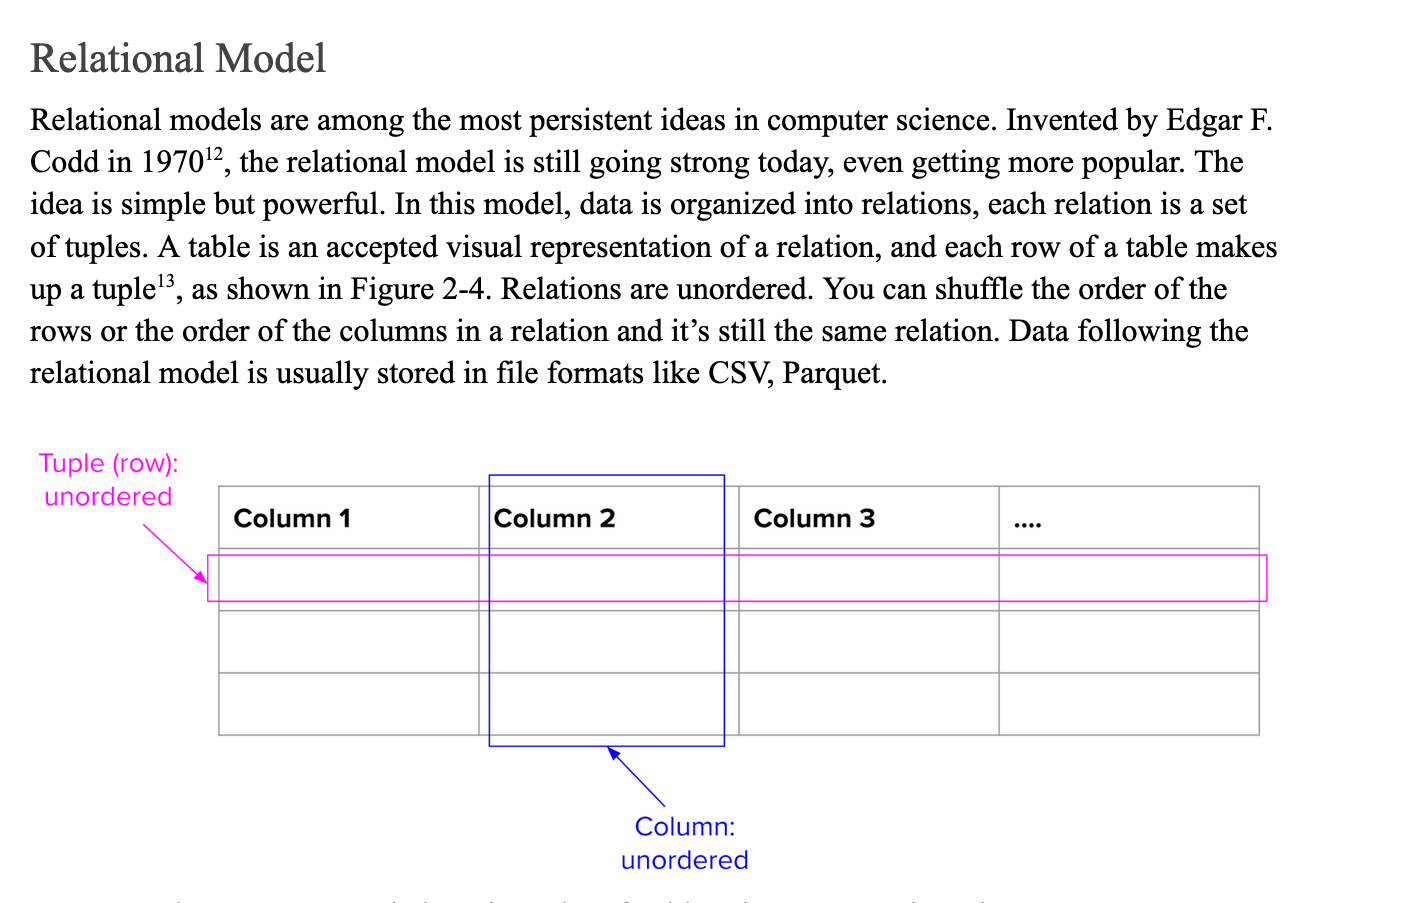 Relational Model
Relational models are among the most persistent ideas in computer science. Invented by Edgar F.
Codd in 1970¹², the relational model is still going strong today, even getting more popular. The
idea is simple but powerful. In this model, data is organized into relations, each relation is a set
of tuples. A table is an accepted visual representation of a relation, and each row of a table makes
up a tuple¹³, as shown in Figure 2-4. Relations are unordered. You can shuffle the order of the
rows or the order of the columns in a relation and it’s still the same relation. Data following the
relational model is usually stored in file formats like CSV, Parquet.
Tuple (row):
unordered
Column 1
Column 2
Column 3
....
Column:
unordered